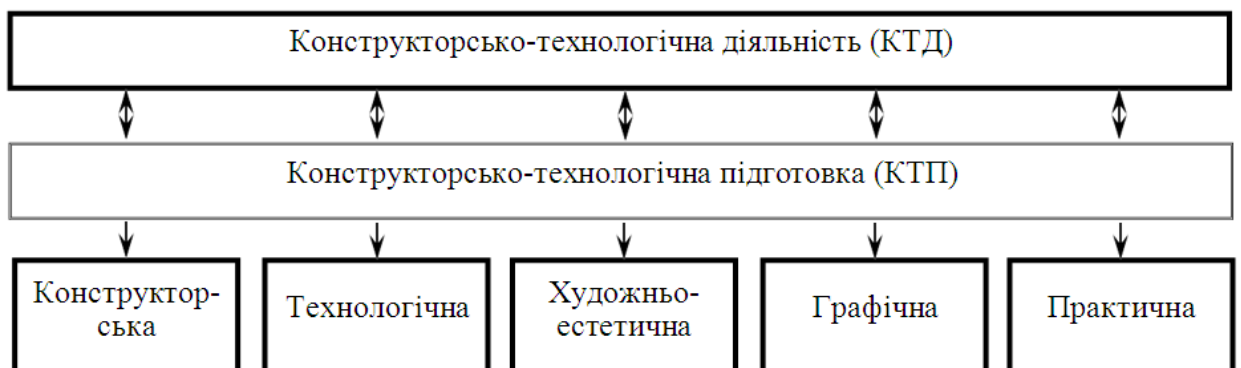 Конструкторсько-технологічна діяльність (КТД)
Конструкторсько-технологічна підготовка (КТП)
Конструктор-
ська
Технологічна
Художньо-
естетична
Графічна
Практична